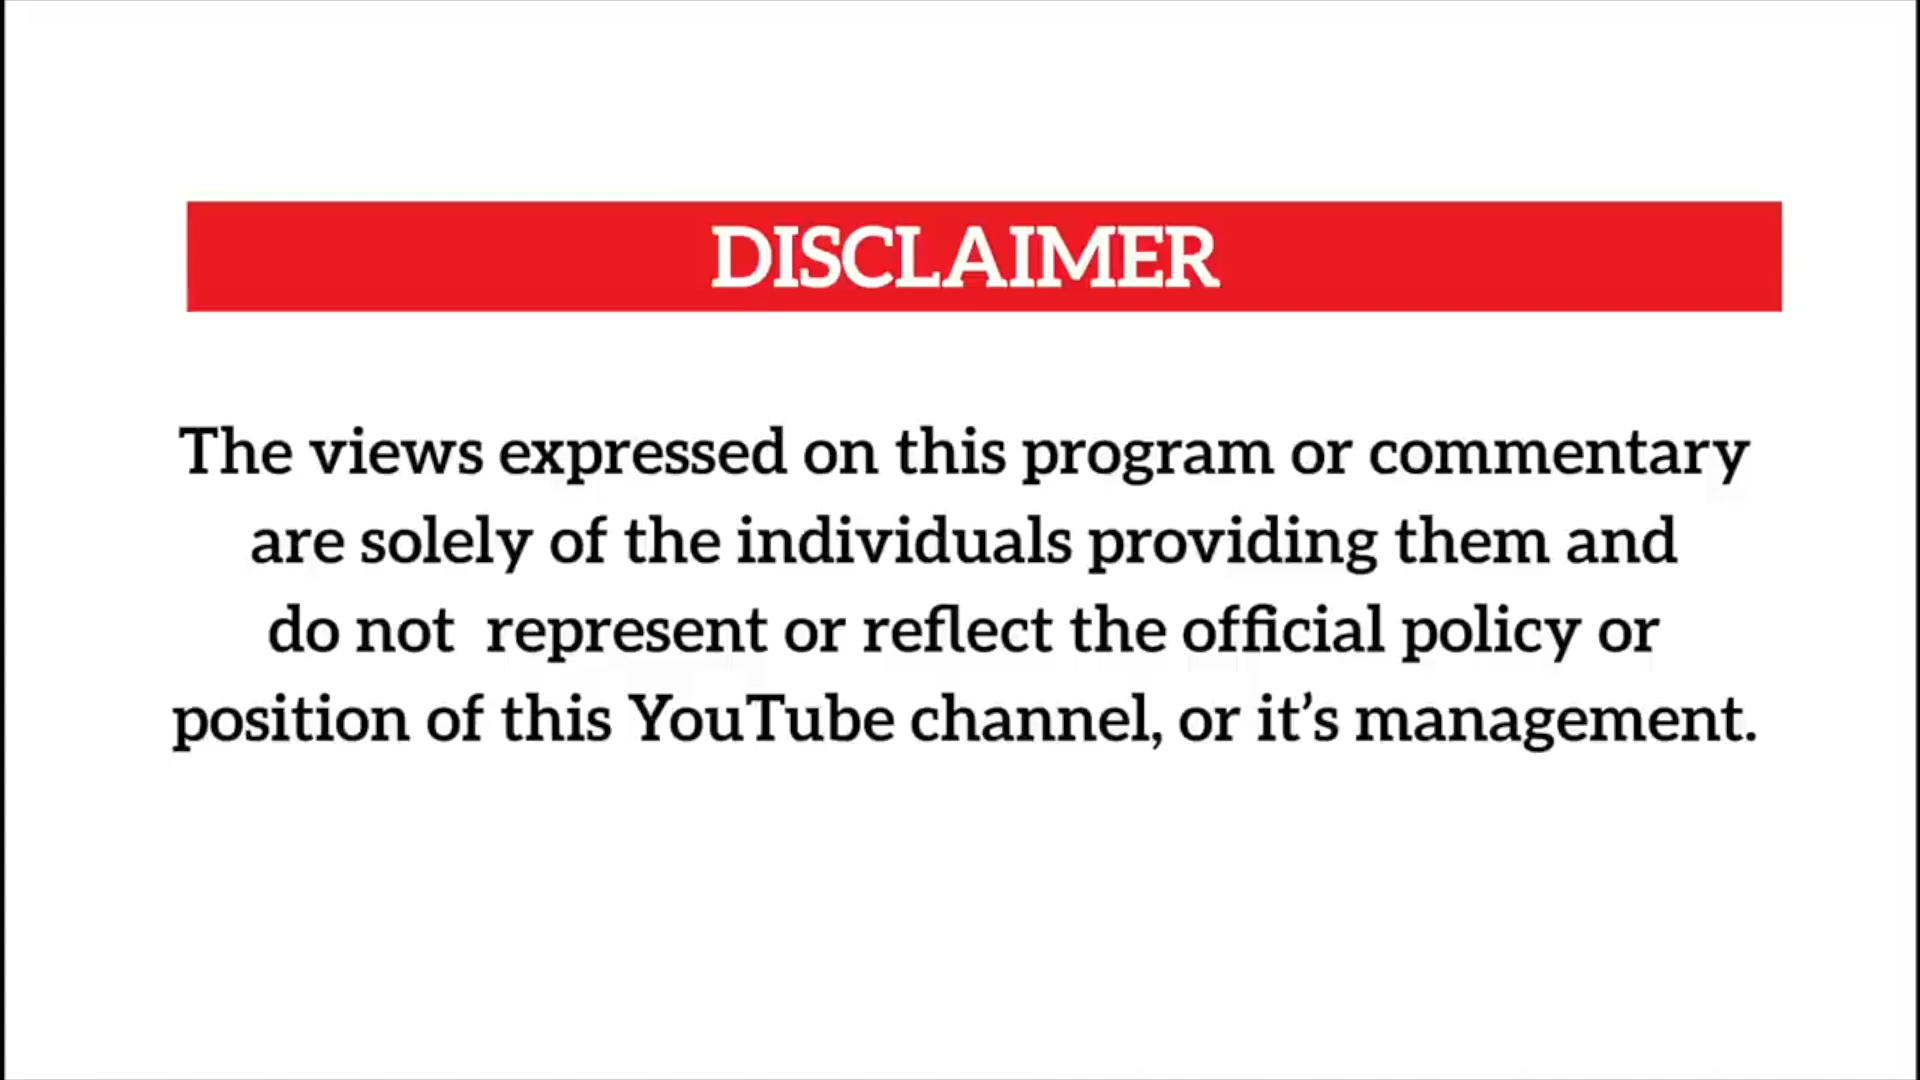 DISCLAIMER
The views expressed on this program or commentary
are solely of the individuals providing them and
do not  represent or reflect the official policy or
position of this YouTube channel, or it’s management.